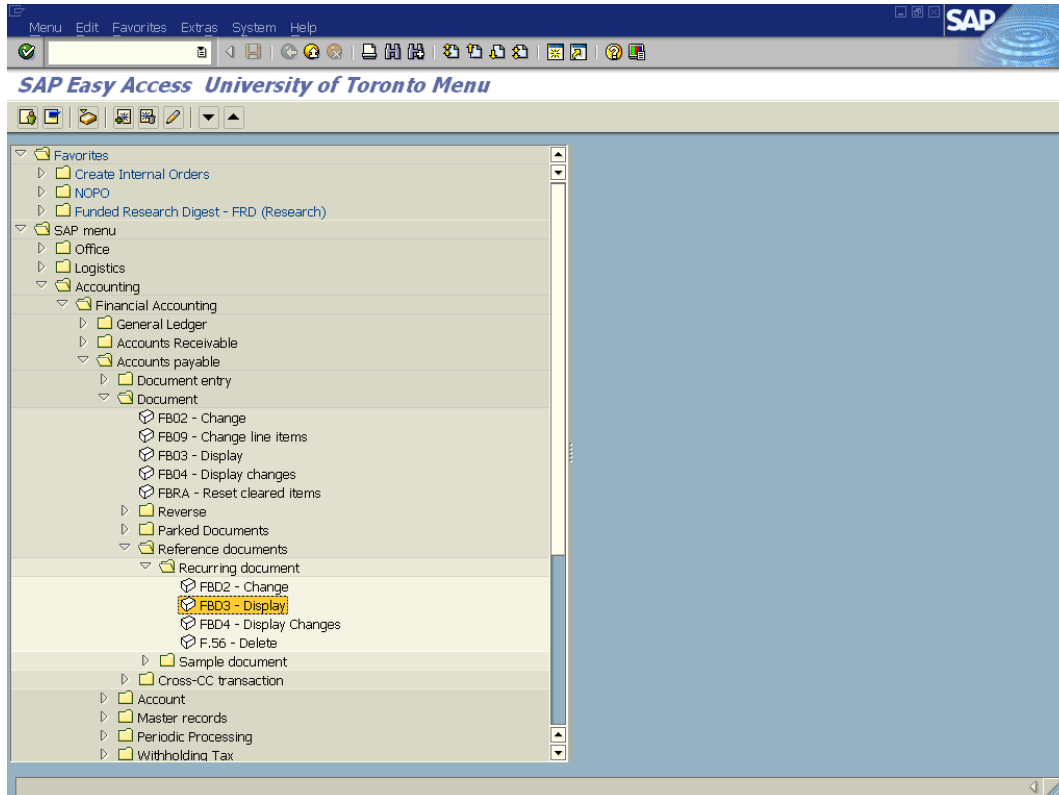 Menu Edit Favorites Extras System Help
SAP
SAP Easy Access University of Toronto Menu
Favorites
Create Internal Orders
NOPO
Funded Research Digest - FRD (Research)
SAP menu
Office
Logistics
Accounting
Financial Accounting
General Ledger
Accounts Receivable
Accounts payable
Document entry
Document
FB02 - Change
FB09 - Change line items
FB03 - Display
FB04 - Display changes
FBRA - Reset cleared items
Reverse
Parked Documents
Reference documents
Recurring document
FBD2 - Change
FBD3 - Display
FBD4 - Display Changes
F.56 - Delete
Sample document
Cross-CC transaction
Account
Master records
Periodic Processing
Withholding Tax